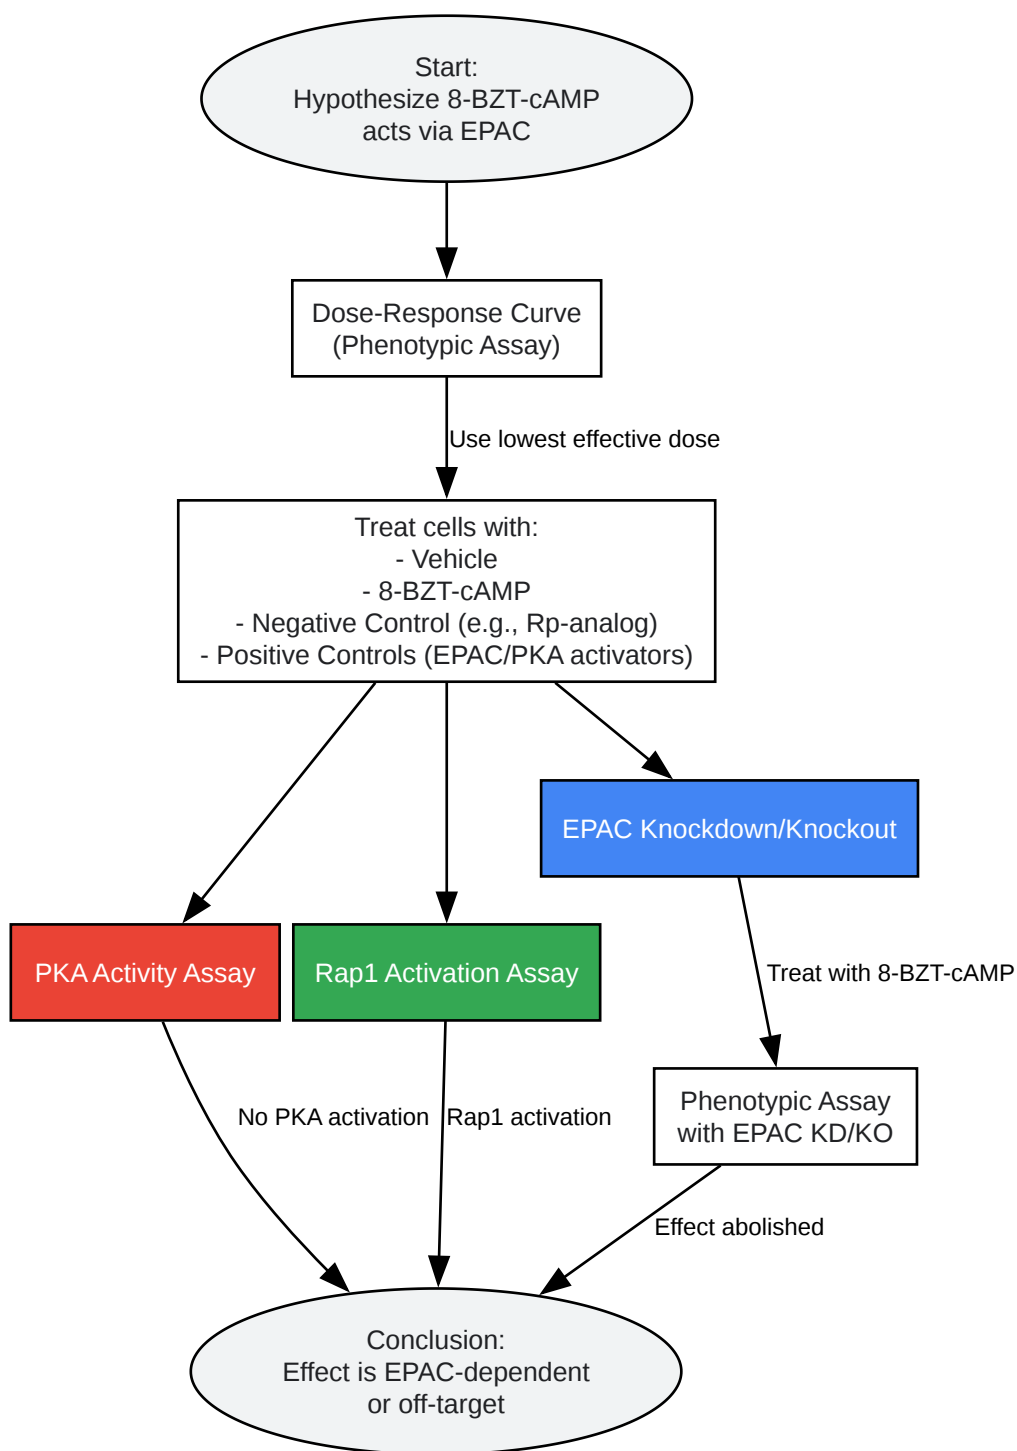 Start:
Hypothesize 8-BZT-cAMP
acts via EPAC
Dose-Response Curve
(Phenotypic Assay)
Use lowest effective dose
Treat cells with:
- Vehicle
- 8-BZT-cAMP
- Negative Control (e.g., Rp-analog)
- Positive Controls (EPAC/PKA activators)
EPAC Knockdown/Knockout
PKA Activity Assay
Rap1 Activation Assay
Treat with 8-BZT-cAMP
Phenotypic Assay
with EPAC KD/KO
No PKA activation
Rap1 activation
Effect abolished
Conclusion:
Effect is EPAC-dependent
or off-target